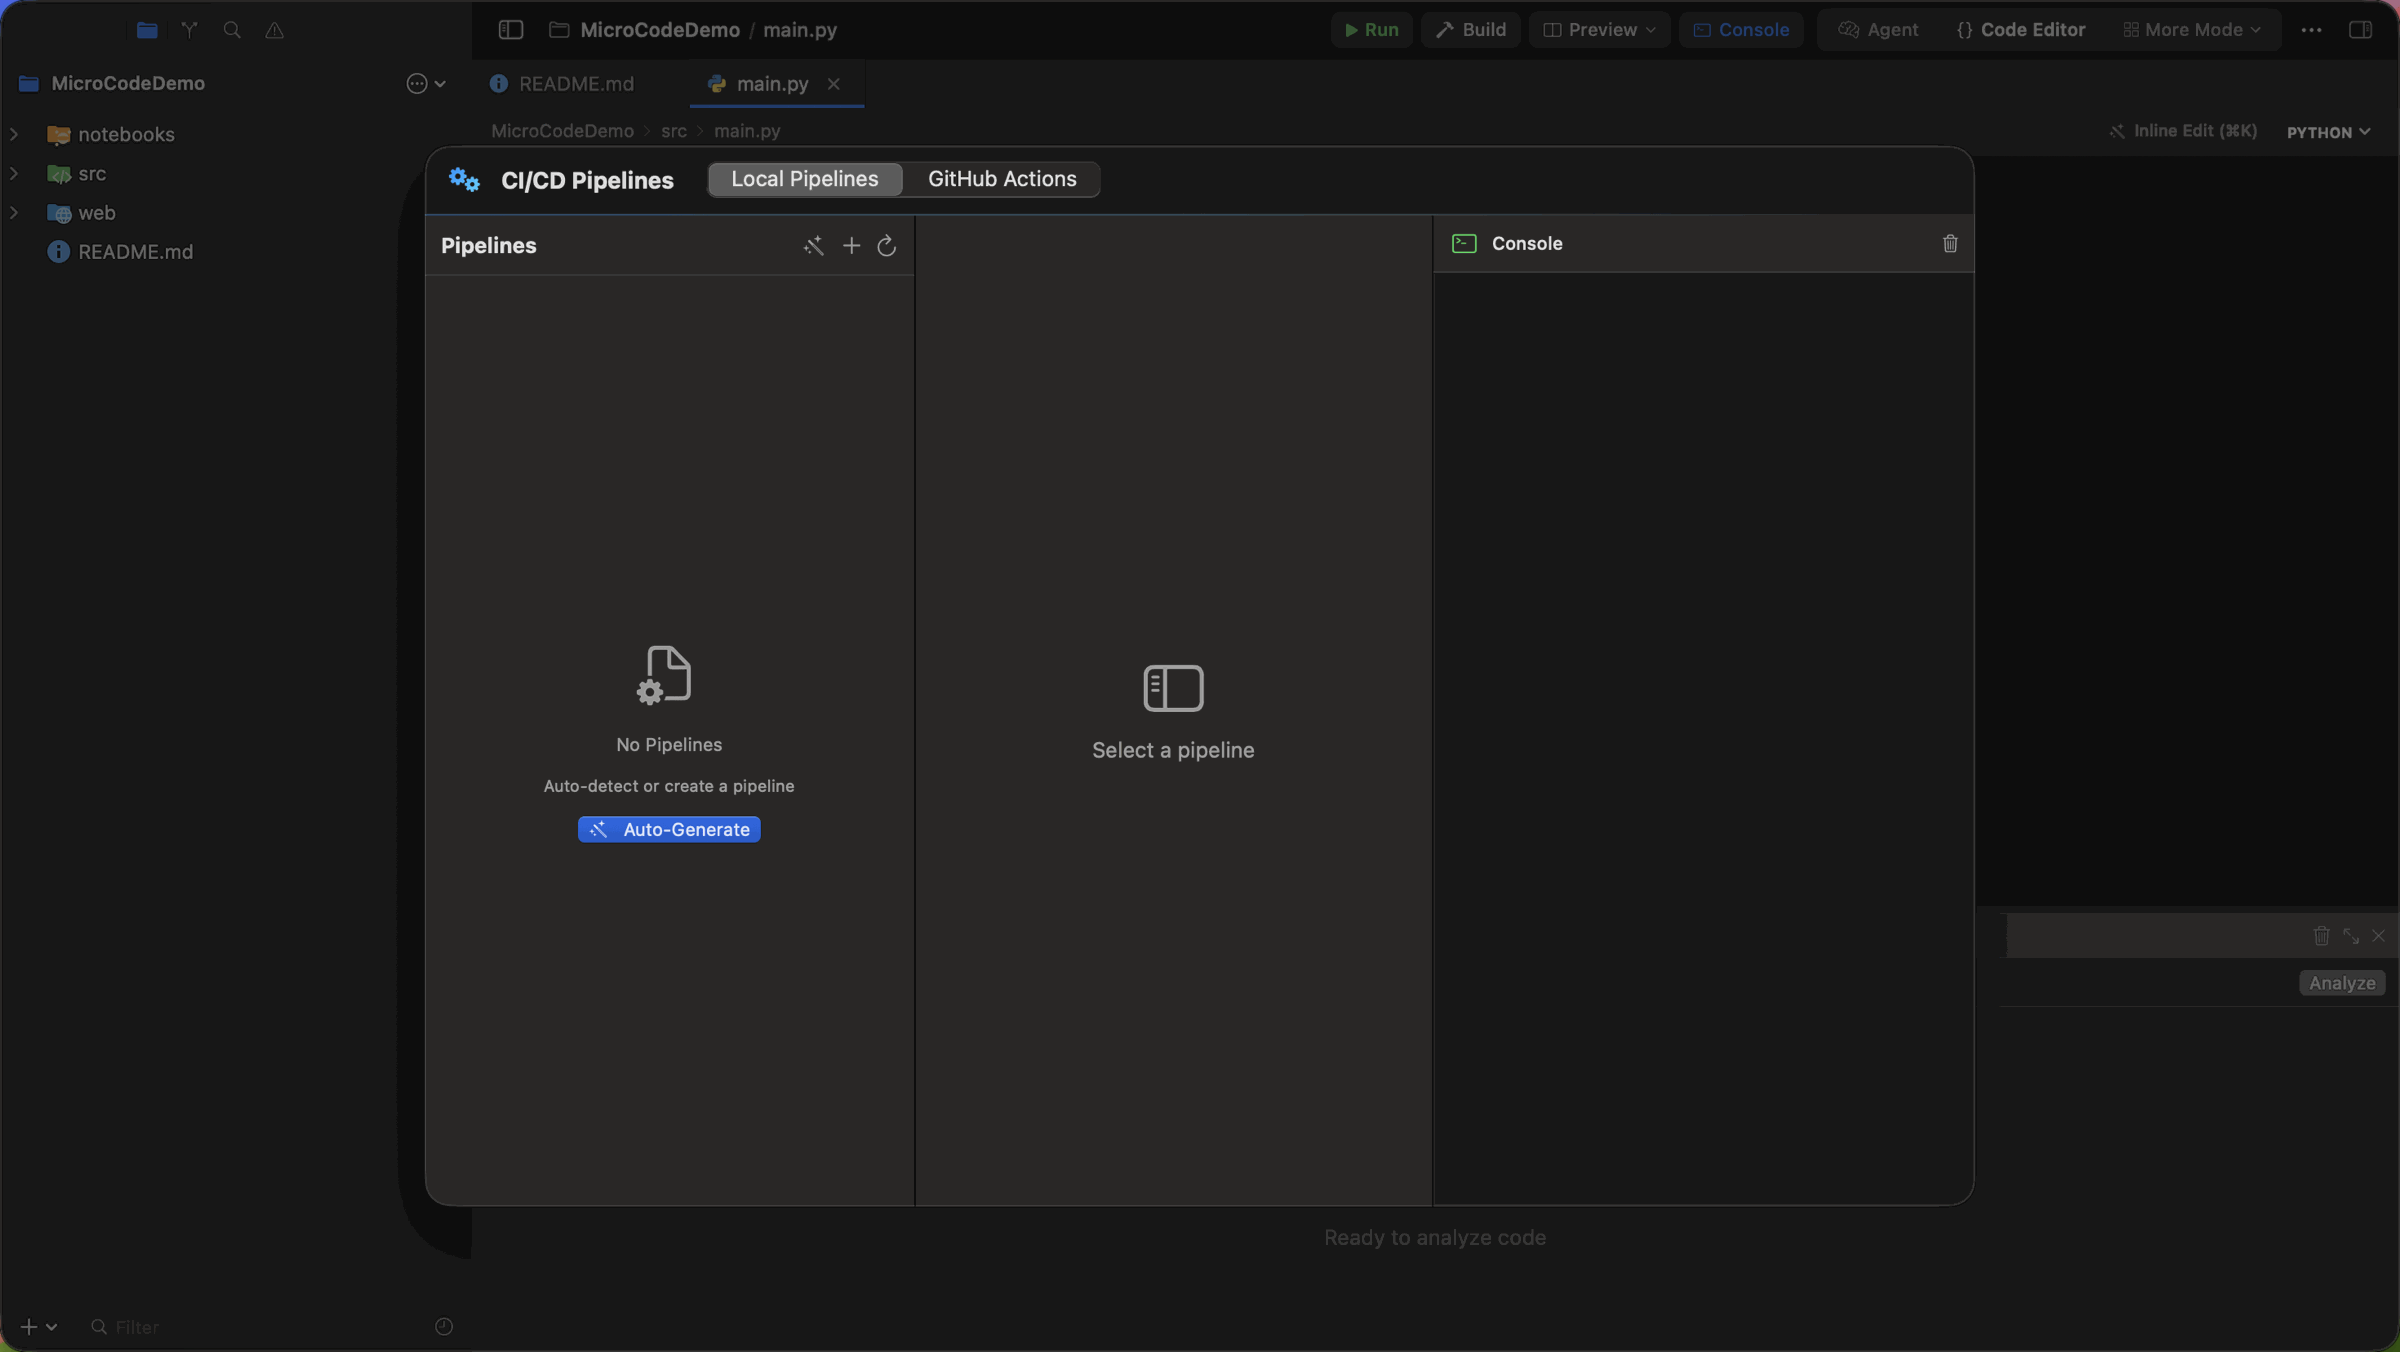 MicroCodeDemo / main.py
Run
Build
Preview
Console
Agent
{} Code Editor
More Mode
MicroCodeDemo
README.md
main.py
notebooks
src
web
README.md
MicroCodeDemo > src > main.py
Inline Edit (⌘K)
PYTHON
CI/CD Pipelines
Local Pipelines
GitHub Actions
Pipelines
Console
No Pipelines
Auto-detect or create a pipeline
Auto-Generate
Select a pipeline
Analyze
Ready to analyze code
Filter